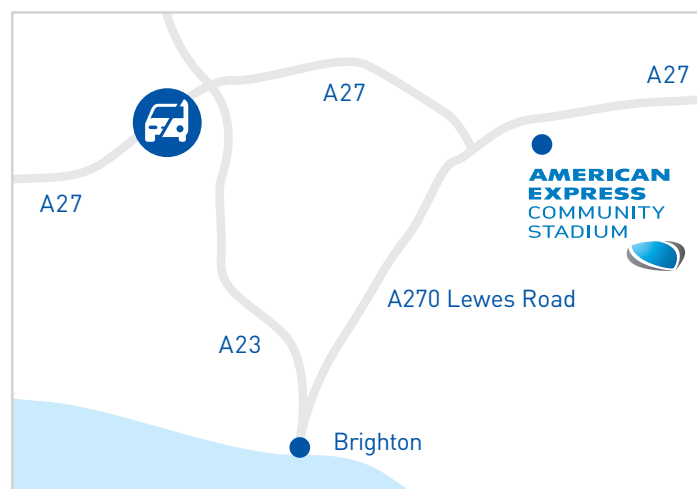 A27
A27
A27
AMERICAN
EXPRESS
COMMUNITY
STADIUM
A270 Lewes Road
A23
Brighton